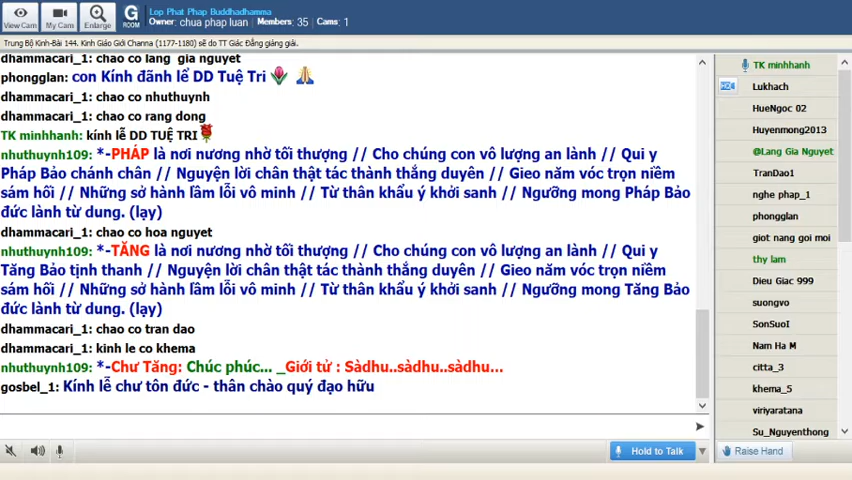 View Cam
My Cam
Enlarge
G
ROOM
Lop Phat Phap Buddhadhamma
Owner: chua phap luan Members: 35 Cams: 1
Trung Bộ Kinh-Bài 144. Kinh Giáo Giới Channa (1177-1180) sẽ do TT Giác Đẳng giảng giải.
dhammacari_1: chao co lang gia nguyet
phongglan: con Kính đãnh lể DD Tuệ Tri
dhammacari_1: chao co nhuthuynh
dhammacari_1: chao co rang dong
TK minhhanh: kính lễ DD TUỆ TRI
nhuthuynh109: *-PHÁP là nơi nương nhờ tối thượng // Cho chúng con vô lượng an lành // Qui y
Pháp Bảo chánh chân // Nguyện lời chân thật tác thành thắng duyên // Gieo năm vóc trọn niềm
sám hối // Những sở hành lầm lỗi vô minh // Từ thân khẩu ý khởi sanh // Ngưỡng mong Pháp Bảo
đức lành từ dung. (lạy)
dhammacari_1: chao co hoa nguyet
nhuthuynh109: *-TĂNG là nơi nương nhờ tối thượng // Cho chúng con vô lượng an lành // Qui y
Tăng Bảo tịnh thanh // Nguyện lời chân thật tác thành thắng duyên // Gieo năm vóc trọn niềm
sám hối // Những sở hành lầm lỗi vô minh // Từ thân khẩu ý khởi sanh // Ngưỡng mong Tăng Bảo
đức lành từ dung. (lạy)
dhammacari_1: chao co tran dao
dhammacari_1: kinh le co khema
nhuthuynh109: *-Chư Tăng: Chúc phúc... _Giới tử : Sàdhu..sàdhu...sàdhu...
gosbel_1: Kính lễ chư tôn đức - thân chào quý đạo hữu
Hold to Talk
TK minhhanh
Lukhach
HueNgoc 02
Huyenmong2013
@Lang Gia Nguyet
TranDao1
nghe phap_1
phongglan
giot nang goi moi
thy lam
Dieu Giac 999
suongvo
SonSuoI
Nam Ha M
citta_3
khema_5
viriyaratana
Su_Nguyenthong
Raise Hand